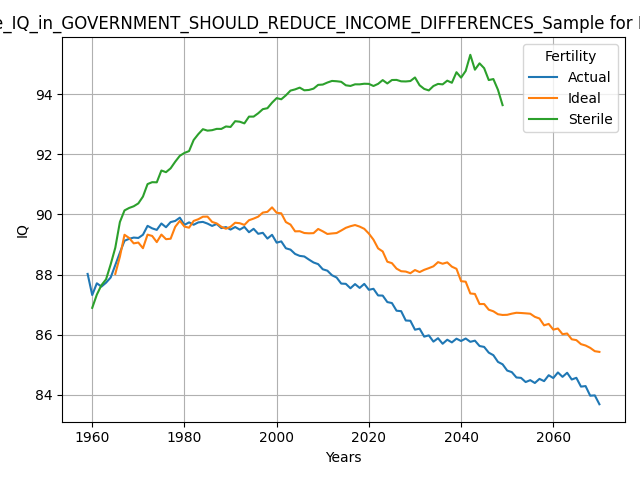 e_IQ_in_GOVERNMENT_SHOULD_REDUCE_INCOME_DIFFERENCES_Sample for
Fertility
Actual
Ideal
Sterile
94
92
90
88
86
84
IQ
1960 1980 2000 2020 2040 2060
Years